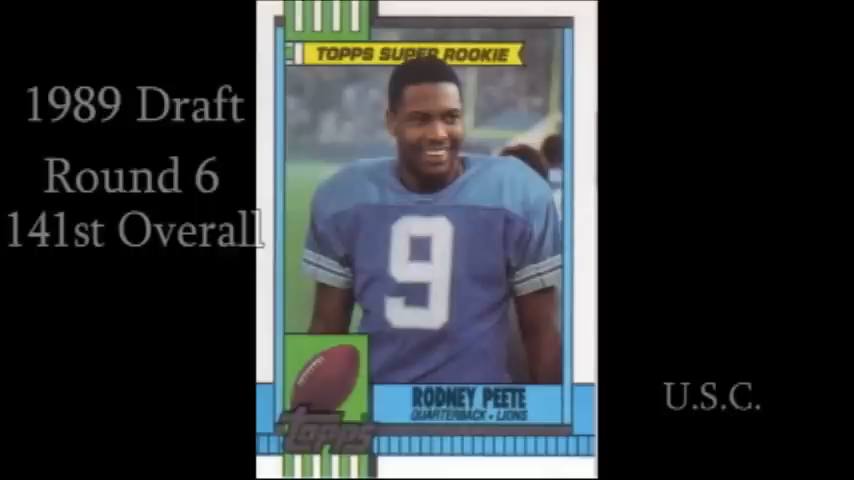 TOPPS SUPER ROOKIE
1989 Draft
Round 6
141st Overall
9
RODNEY PEETE
QUARTERBACK • LIONS
U.S.C.
Topps